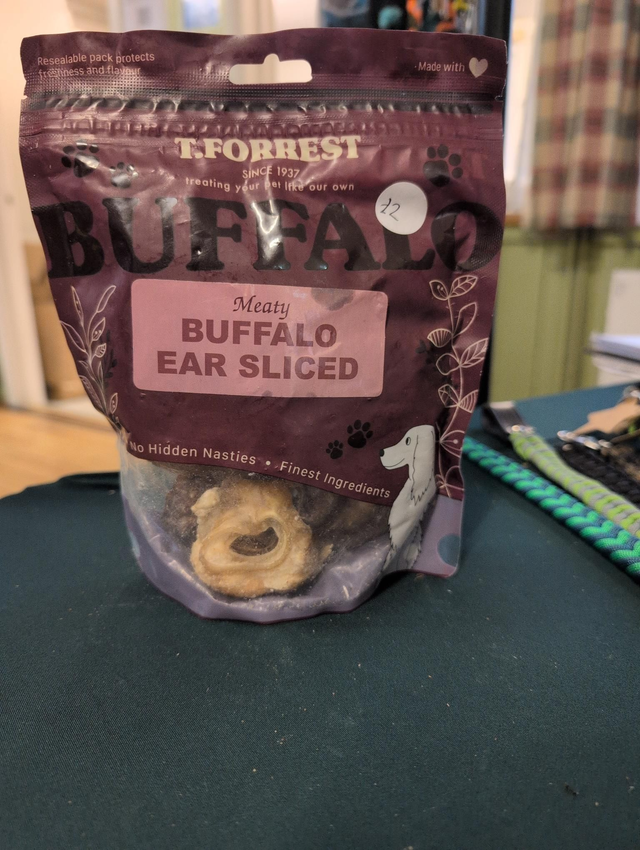 Resealable pack protects
freshness and flavour
Made with
T.FORREST
SINCE 1937
treating your pet like our own
£2
BUFFALO
Meaty
BUFFALO
EAR SLICED
No Hidden Nasties • Finest Ingredients